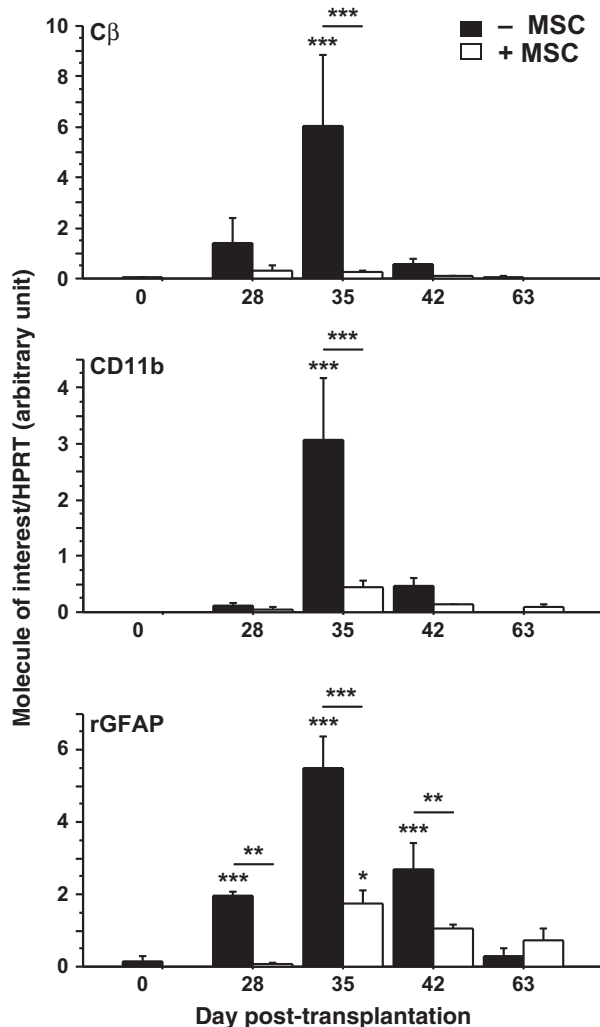 Molecule of interest/HPRT (arbitrary unit)
– MSC
+ MSC
Cβ
***
***
10
8
6
4
2
0
0 28 35 42 63
CD11b
***
***
4
3
2
1
0
0 28 35 42 63
rGFAP
***
***
**
***
**
***
*
6
4
2
0
0 28 35 42 63
Day post-transplantation